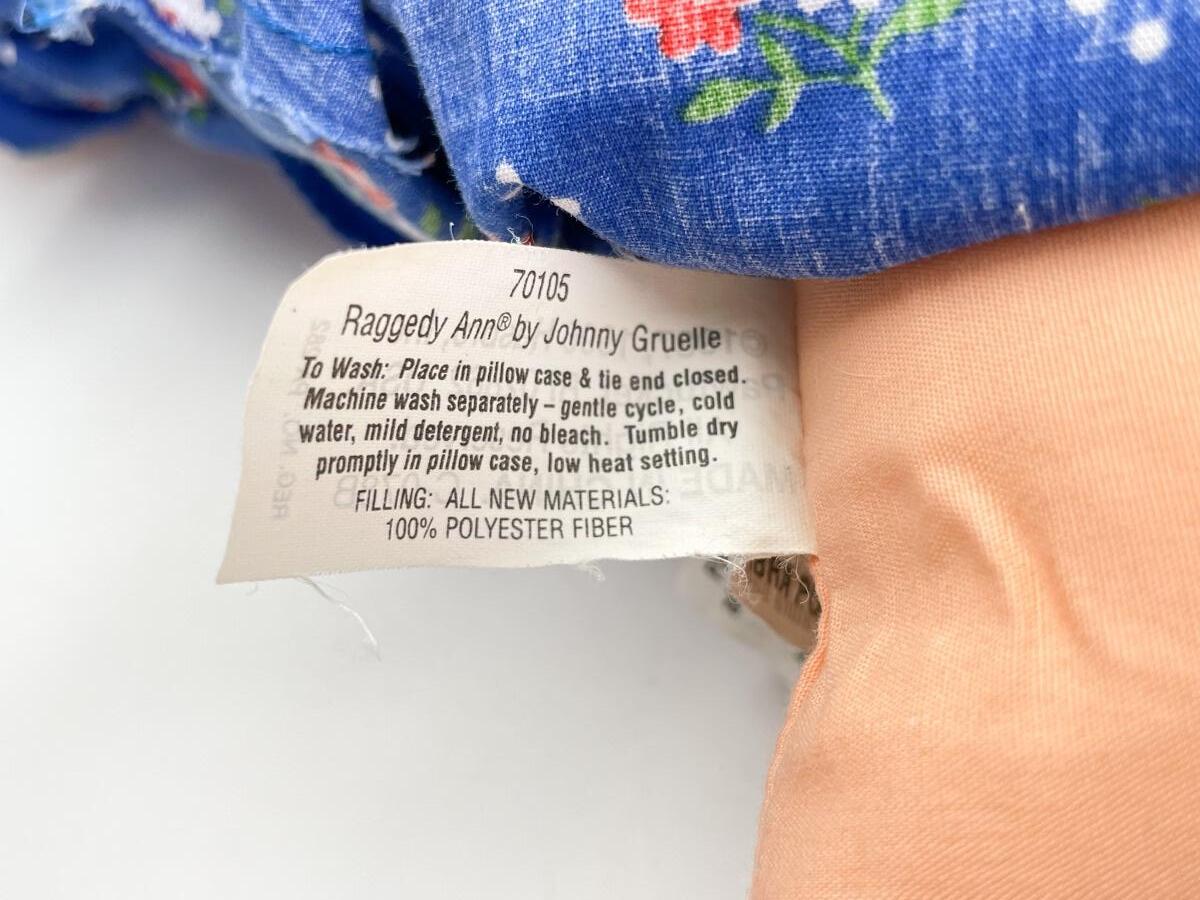 70105
Raggedy Ann® by Johnny Gruelle
To Wash: Place in pillow case & tie end closed.
Machine wash separately – gentle cycle, cold
water, mild detergent, no bleach. Tumble dry
promptly in pillow case, low heat setting.
FILLING: ALL NEW MATERIALS:
100% POLYESTER FIBER